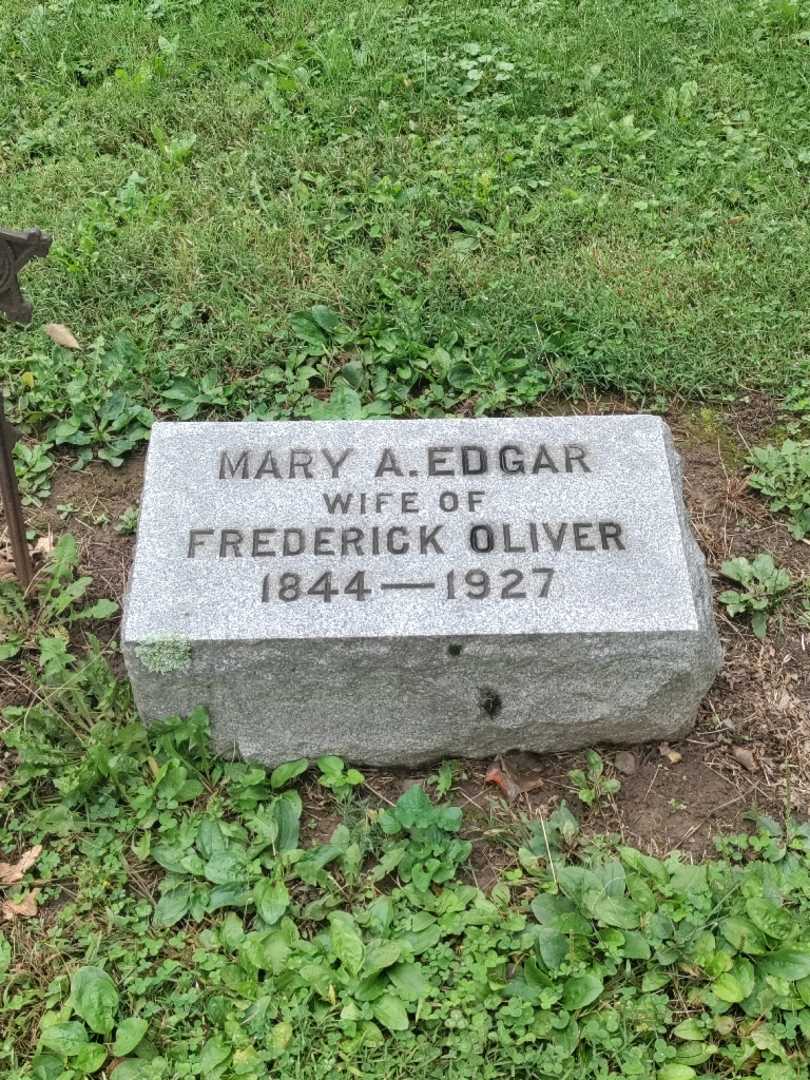 MARY A. EDGAR
WIFE OF
FREDERICK OLIVER
1844—1927